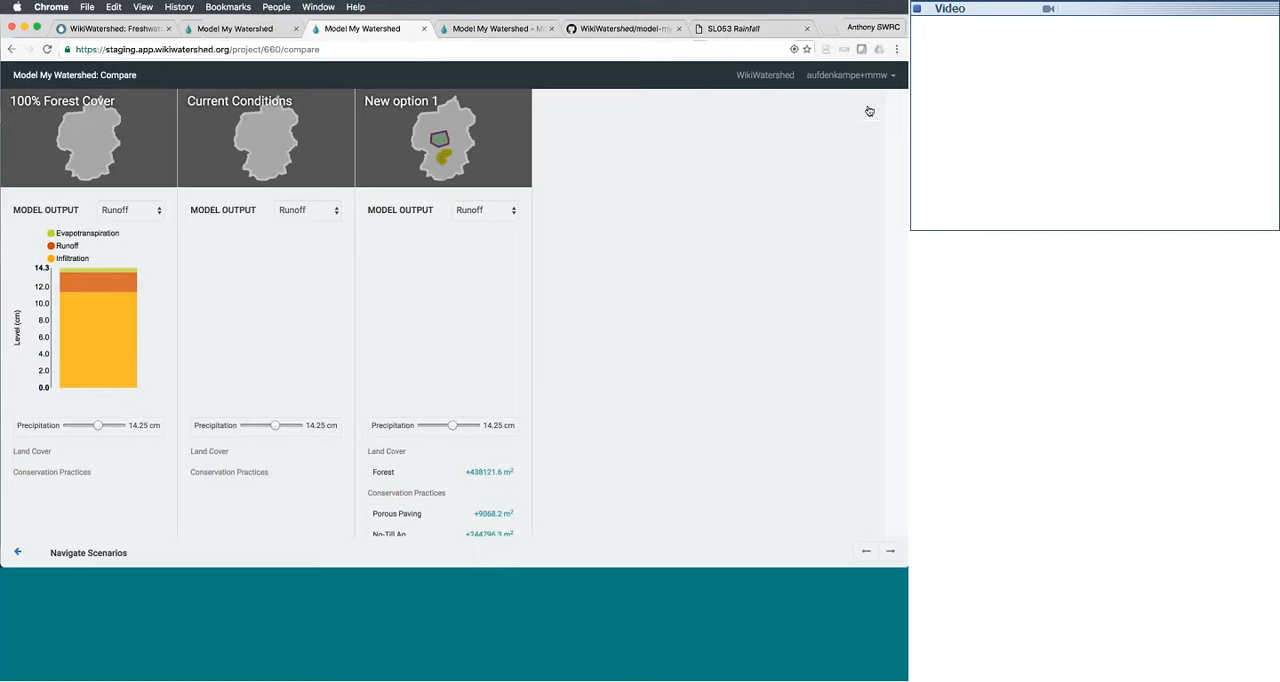 Chrome File Edit View History Bookmarks People Window Help
Video
WikiWatershed: Freshwat
Model My Watershed
Model My Watershed
Model My Watershed - M
WikiWatershed/model-my
SL053 Rainfall
Anthony SWRC
https://staging.app.wikiwatershed.org/project/660/compare
Model My Watershed: Compare
WikiWatershed
aufdenkampe+mmw
100% Forest Cover
Current Conditions
New option 1
MODEL OUTPUT Runoff
MODEL OUTPUT Runoff
MODEL OUTPUT Runoff
Evapotranspiration
Runoff
Infiltration
14.3
12.0
10.0
8.0
6.0
4.0
2.0
0.0
Level (cm)
Precipitation 14.25 cm
Precipitation 14.25 cm
Precipitation 14.25 cm
Land Cover
Land Cover
Land Cover
Conservation Practices
Conservation Practices
Forest +438121.6 m²
Conservation Practices
Porous Paving +9068.2 m²
No-Till Ag +244796.3 m²
Navigate Scenarios